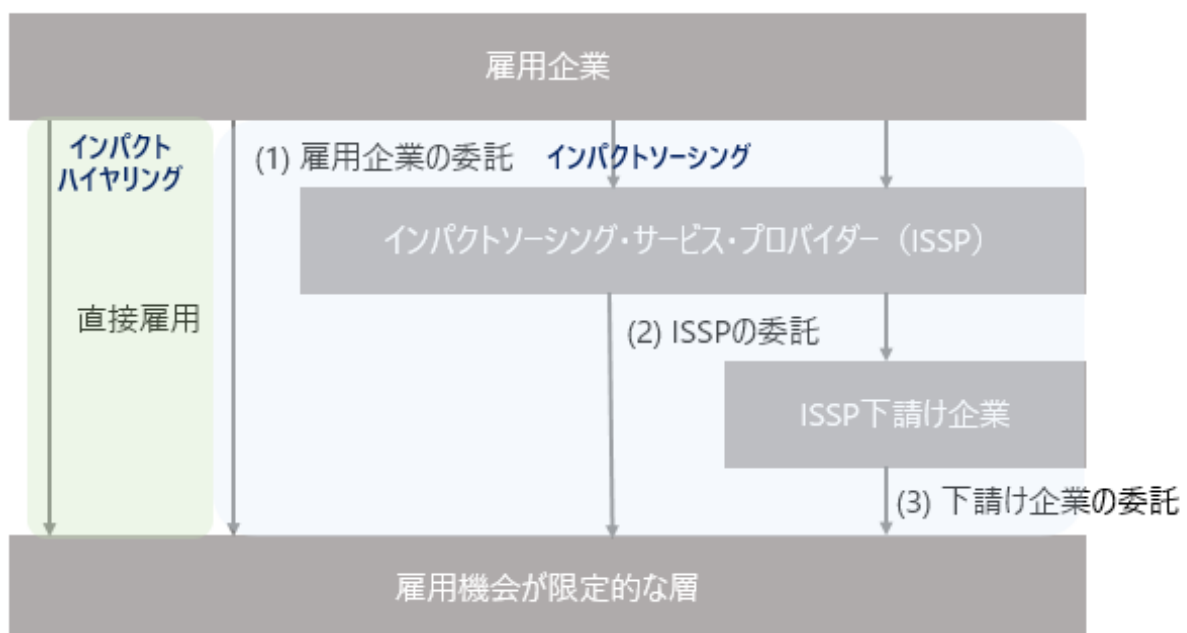 雇用企業
インパクト
ハイヤリング
(1) 雇用企業の委託
インパクトソーシング
インパクトソーシング・サービス・プロバイダー（ISSP）
直接雇用
(2) ISSPの委託
ISSP下請け企業
(3) 下請け企業の委託
雇用機会が限定的な層